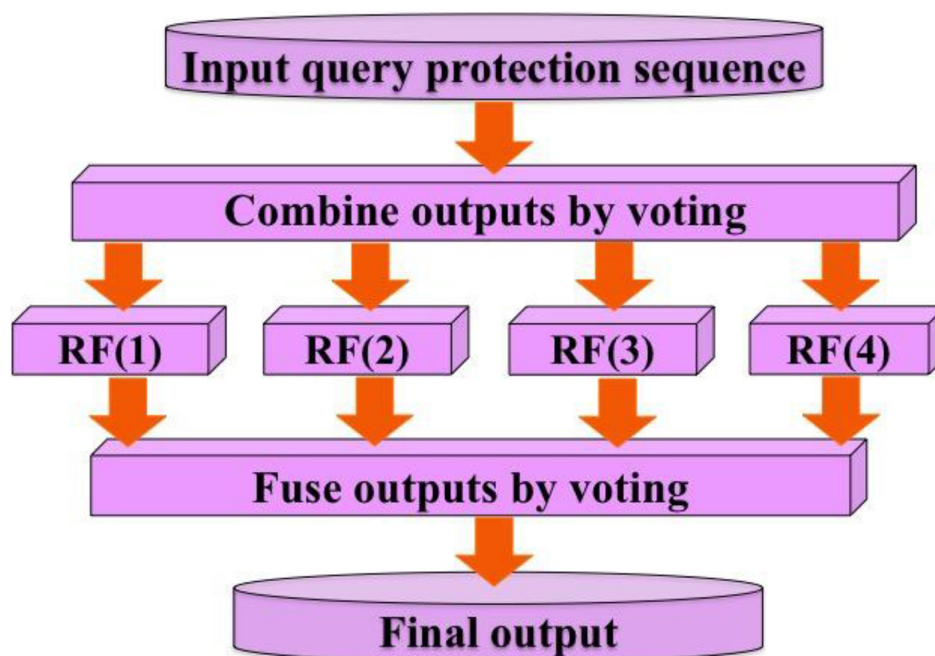 Input query protection sequence
Combine outputs by voting
RF(1) RF(2) RF(3) RF(4)
Fuse outputs by voting
Final output